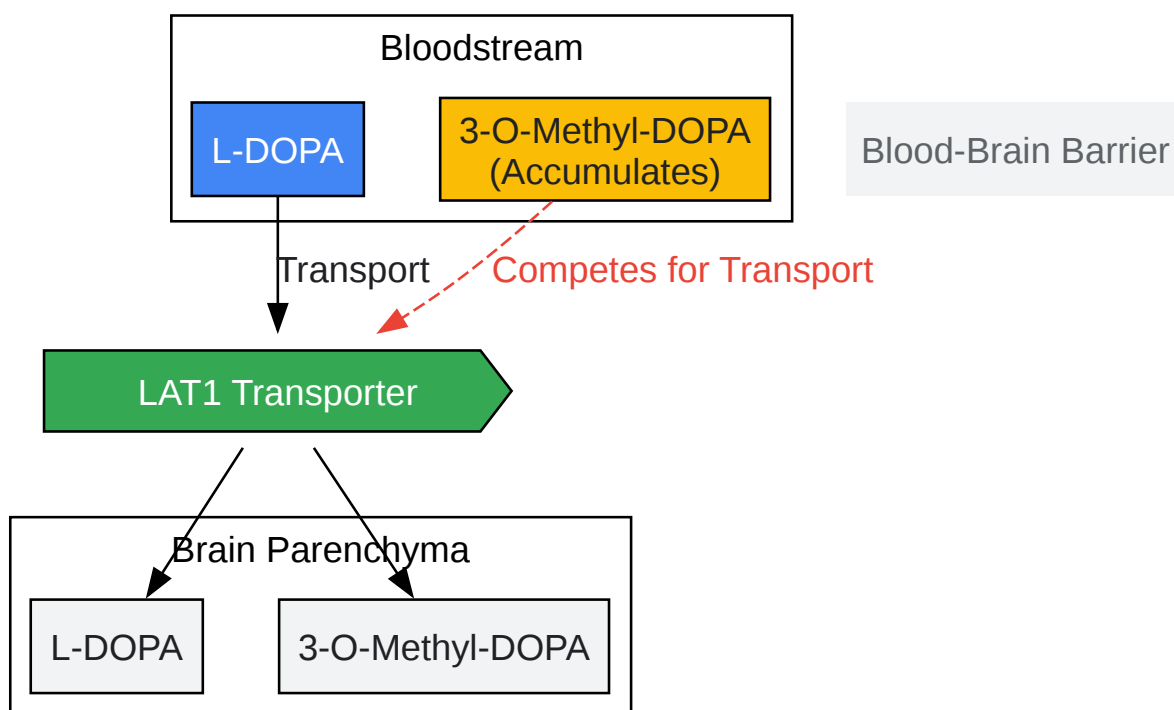 Bloodstream
L-DOPA
3-O-Methyl-DOPA
(Accumulates)
Blood-Brain Barrier
Transport
Competes for Transport
LAT1 Transporter
Brain Parenchyma
L-DOPA
3-O-Methyl-DOPA